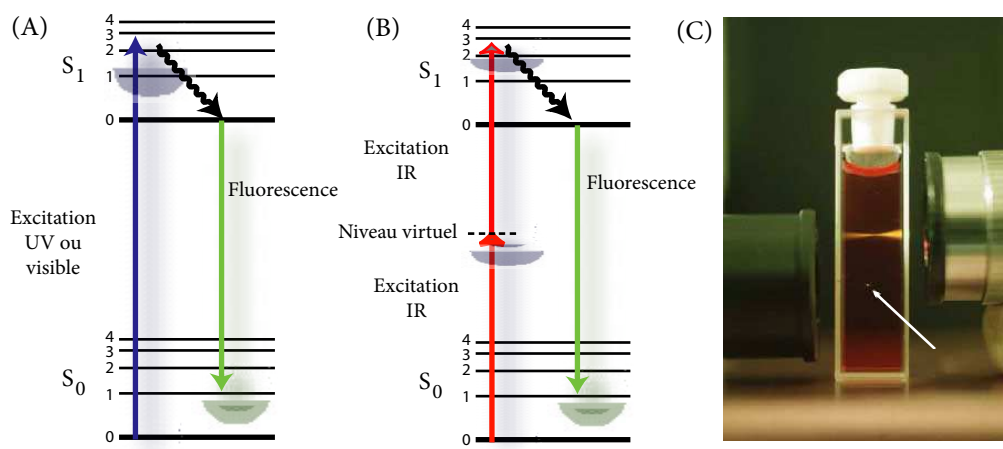 (A)
4
3
2
S1
1
0
Excitation
UV ou
visible
Fluorescence
4
3
2
S0
1
0
(B)
4
3
2
S1
1
0
Excitation
IR
Fluorescence
Niveau virtuel
Excitation
IR
4
3
2
S0
1
0
(C)